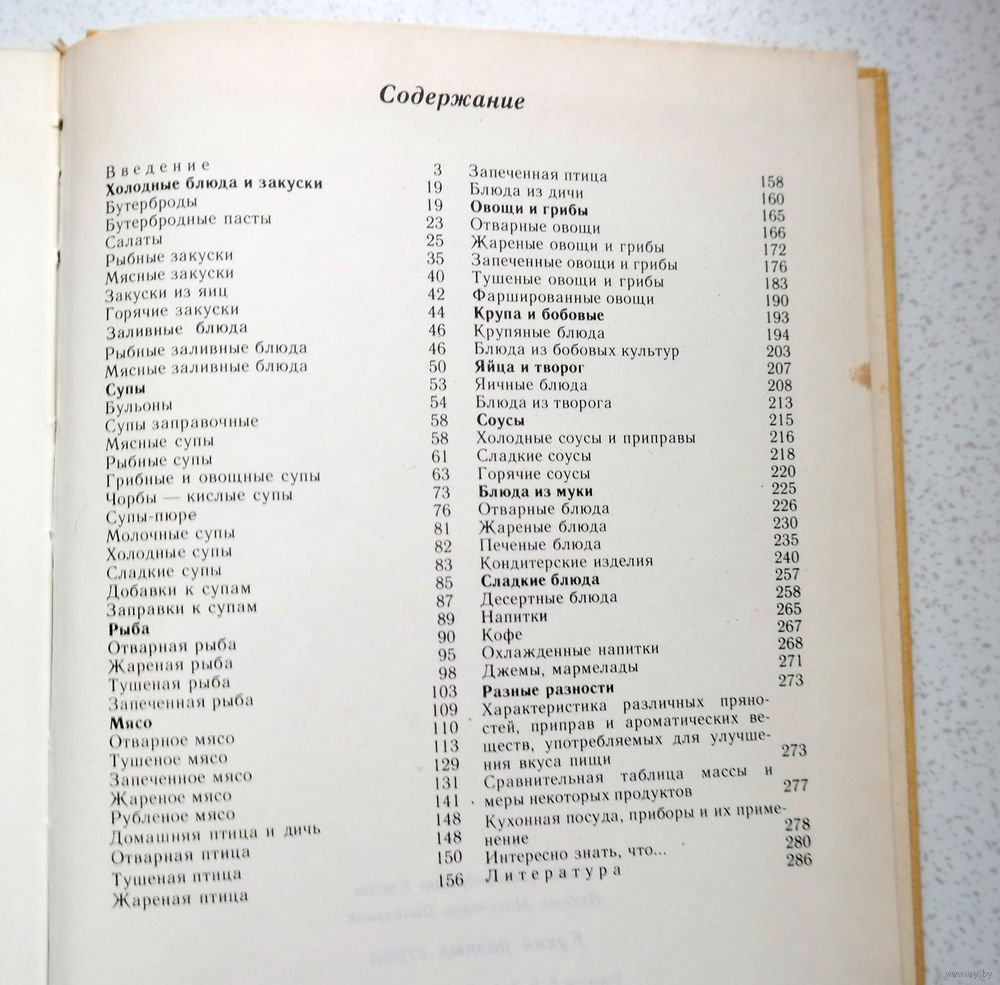 Содержание
Введение 3
Холодные блюда и закуски 19
Бутерброды 19
Бутербродные пасты 23
Салаты 25
Рыбные закуски 35
Мясные закуски 40
Закуски из яиц 42
Горячие закуски 44
Заливные блюда 46
Рыбные заливные блюда 46
Мясные заливные блюда 50
Супы 53
Бульоны 54
Супы заправочные 58
Мясные супы 58
Рыбные супы 61
Грибные и овощные супы 63
Чорбы — кислые супы 73
Супы-пюре 76
Молочные супы 81
Холодные супы 82
Сладкие супы 83
Добавки к супам 85
Заправки к супам 87
Рыба 89
Отварная рыба 90
Жареная рыба 95
Тушеная рыба 98
Запеченная рыба 103
Мясо 109
Отварное мясо 110
Тушеное мясо 113
Запеченное мясо 129
Жареное мясо 131
Рубленое мясо 141
Домашняя птица и дичь 148
Отварная птица 148
Тушеная птица 150
Жареная птица 156
Запеченная птица 158
Блюда из дичи 160
Овощи и грибы 165
Отварные овощи 166
Жареные овощи и грибы 172
Запеченные овощи и грибы 176
Тушеные овощи и грибы 183
Фаршированные овощи 190
Крупа и бобовые 193
Крупяные блюда 194
Блюда из бобовых культур 203
Яйца и творог 207
Яичные блюда 208
Блюда из творога 213
Соусы 215
Холодные соусы и приправы 216
Сладкие соусы 218
Горячие соусы 220
Блюда из муки 225
Отварные блюда 226
Жареные блюда 230
Печеные блюда 235
Кондитерские изделия 240
Сладкие блюда 257
Десертные блюда 258
Напитки 265
Кофе 267
Охлажденные напитки 268
Джемы, мармелады 271
Разные разности 273
Характеристика различных пряно-
стей, приправ и ароматических ве-
ществ, употребляемых для улучше-
ния вкуса пищи 273
Сравнительная таблица массы и
меры некоторых продуктов 277
Кухонная посуда, приборы и их приме-
нение 278
Интересно знать, что... 280
Литература 286
www.ay.by